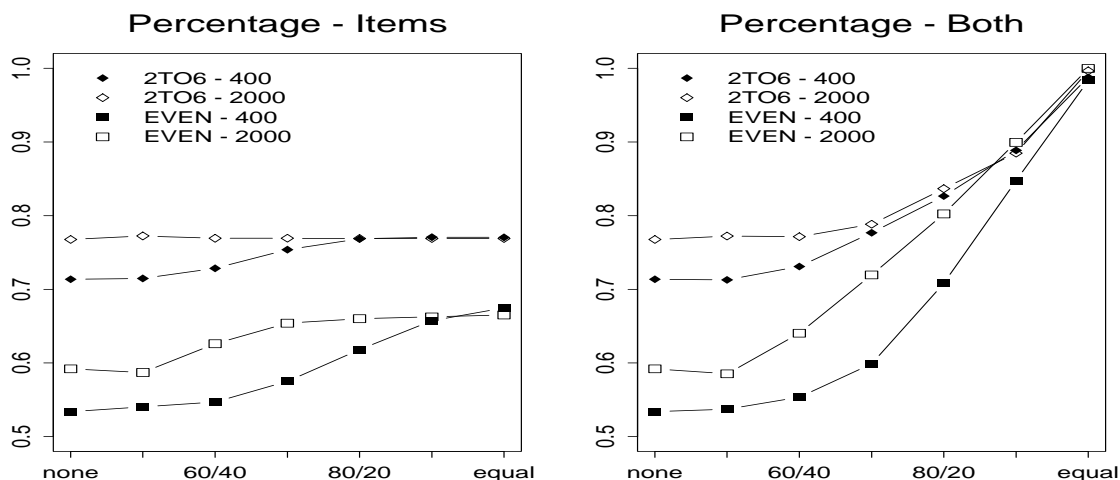 Percentage - Items
1.0
0.9
0.8
0.7
0.6
0.5
2TO6 - 400
2TO6 - 2000
EVEN - 400
EVEN - 2000
none 60/40 80/20 equal
Percentage - Both
1.0
0.9
0.8
0.7
0.6
0.5
2TO6 - 400
2TO6 - 2000
EVEN - 400
EVEN - 2000
none 60/40 80/20 equal